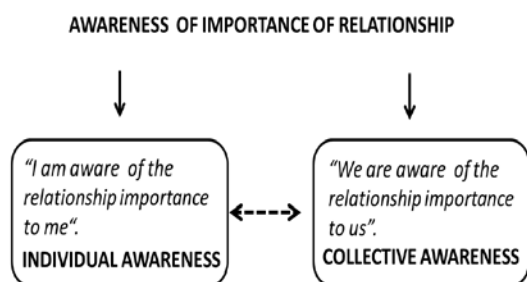 AWARENESS OF IMPORTANCE OF RELATIONSHIP
“I am aware of the
relationship importance
to me“.
INDIVIDUAL AWARENESS
“We are aware of the
relationship importance
to us”.
COLLECTIVE AWARENESS